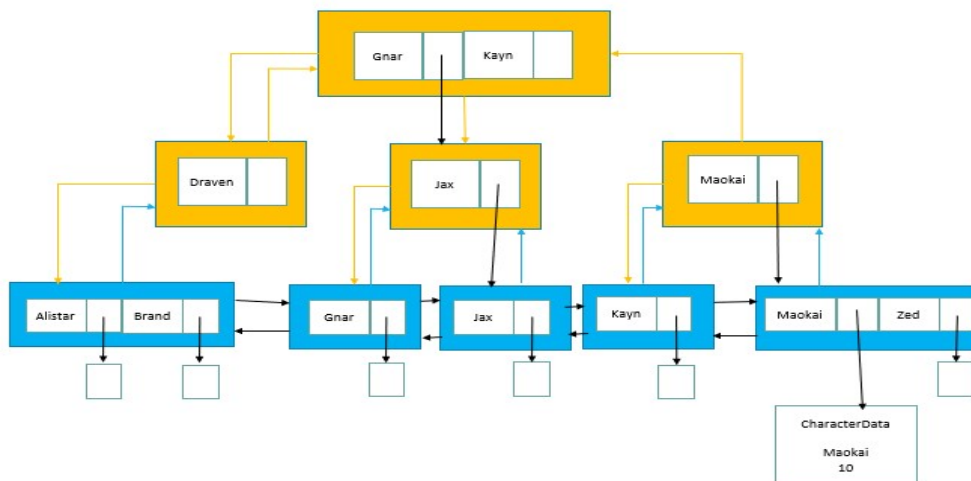 Gnar Kayn
Draven Jax Maokai
Alistar Brand Gnar Jax Kayn Maokai Zed
CharacterData
Maokai
10